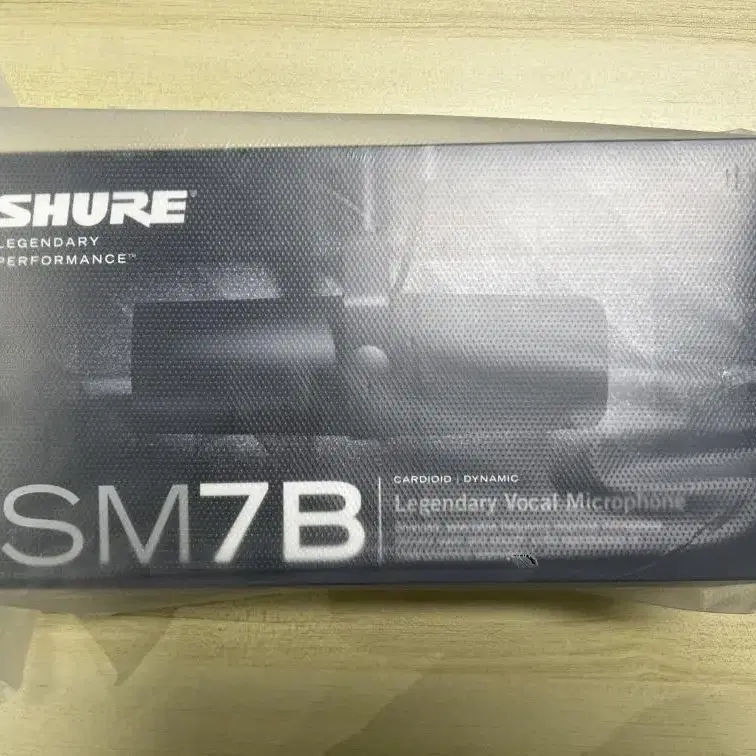 SHURE®
LEGENDARY
PERFORMANCE™
SM7B
CARDIOID | DYNAMIC
Legendary Vocal Microphone